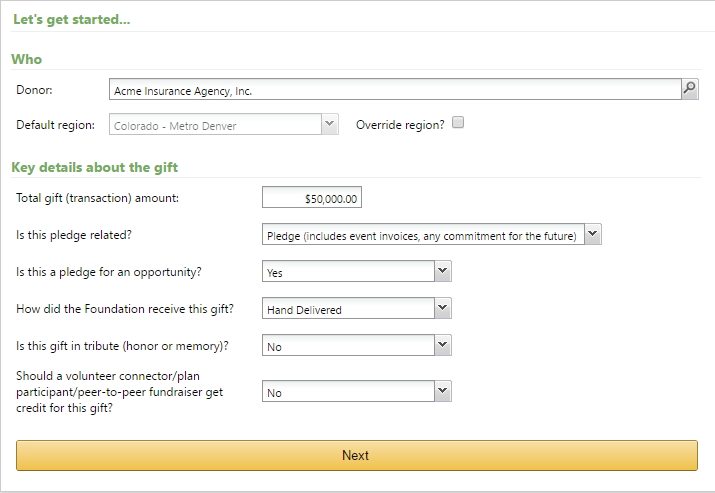 Let's get started...
Who
Donor: Acme Insurance Agency, Inc.
Default region: Colorado - Metro Denver Override region?
Key details about the gift
Total gift (transaction) amount: $50,000.00
Is this pledge related? Pledge (includes event invoices, any commitment for the future)
Is this a pledge for an opportunity? Yes
How did the Foundation receive this gift? Hand Delivered
Is this gift in tribute (honor or memory)? No
Should a volunteer connector/plan
participant/peer-to-peer fundraiser get No
credit for this gift?
Next